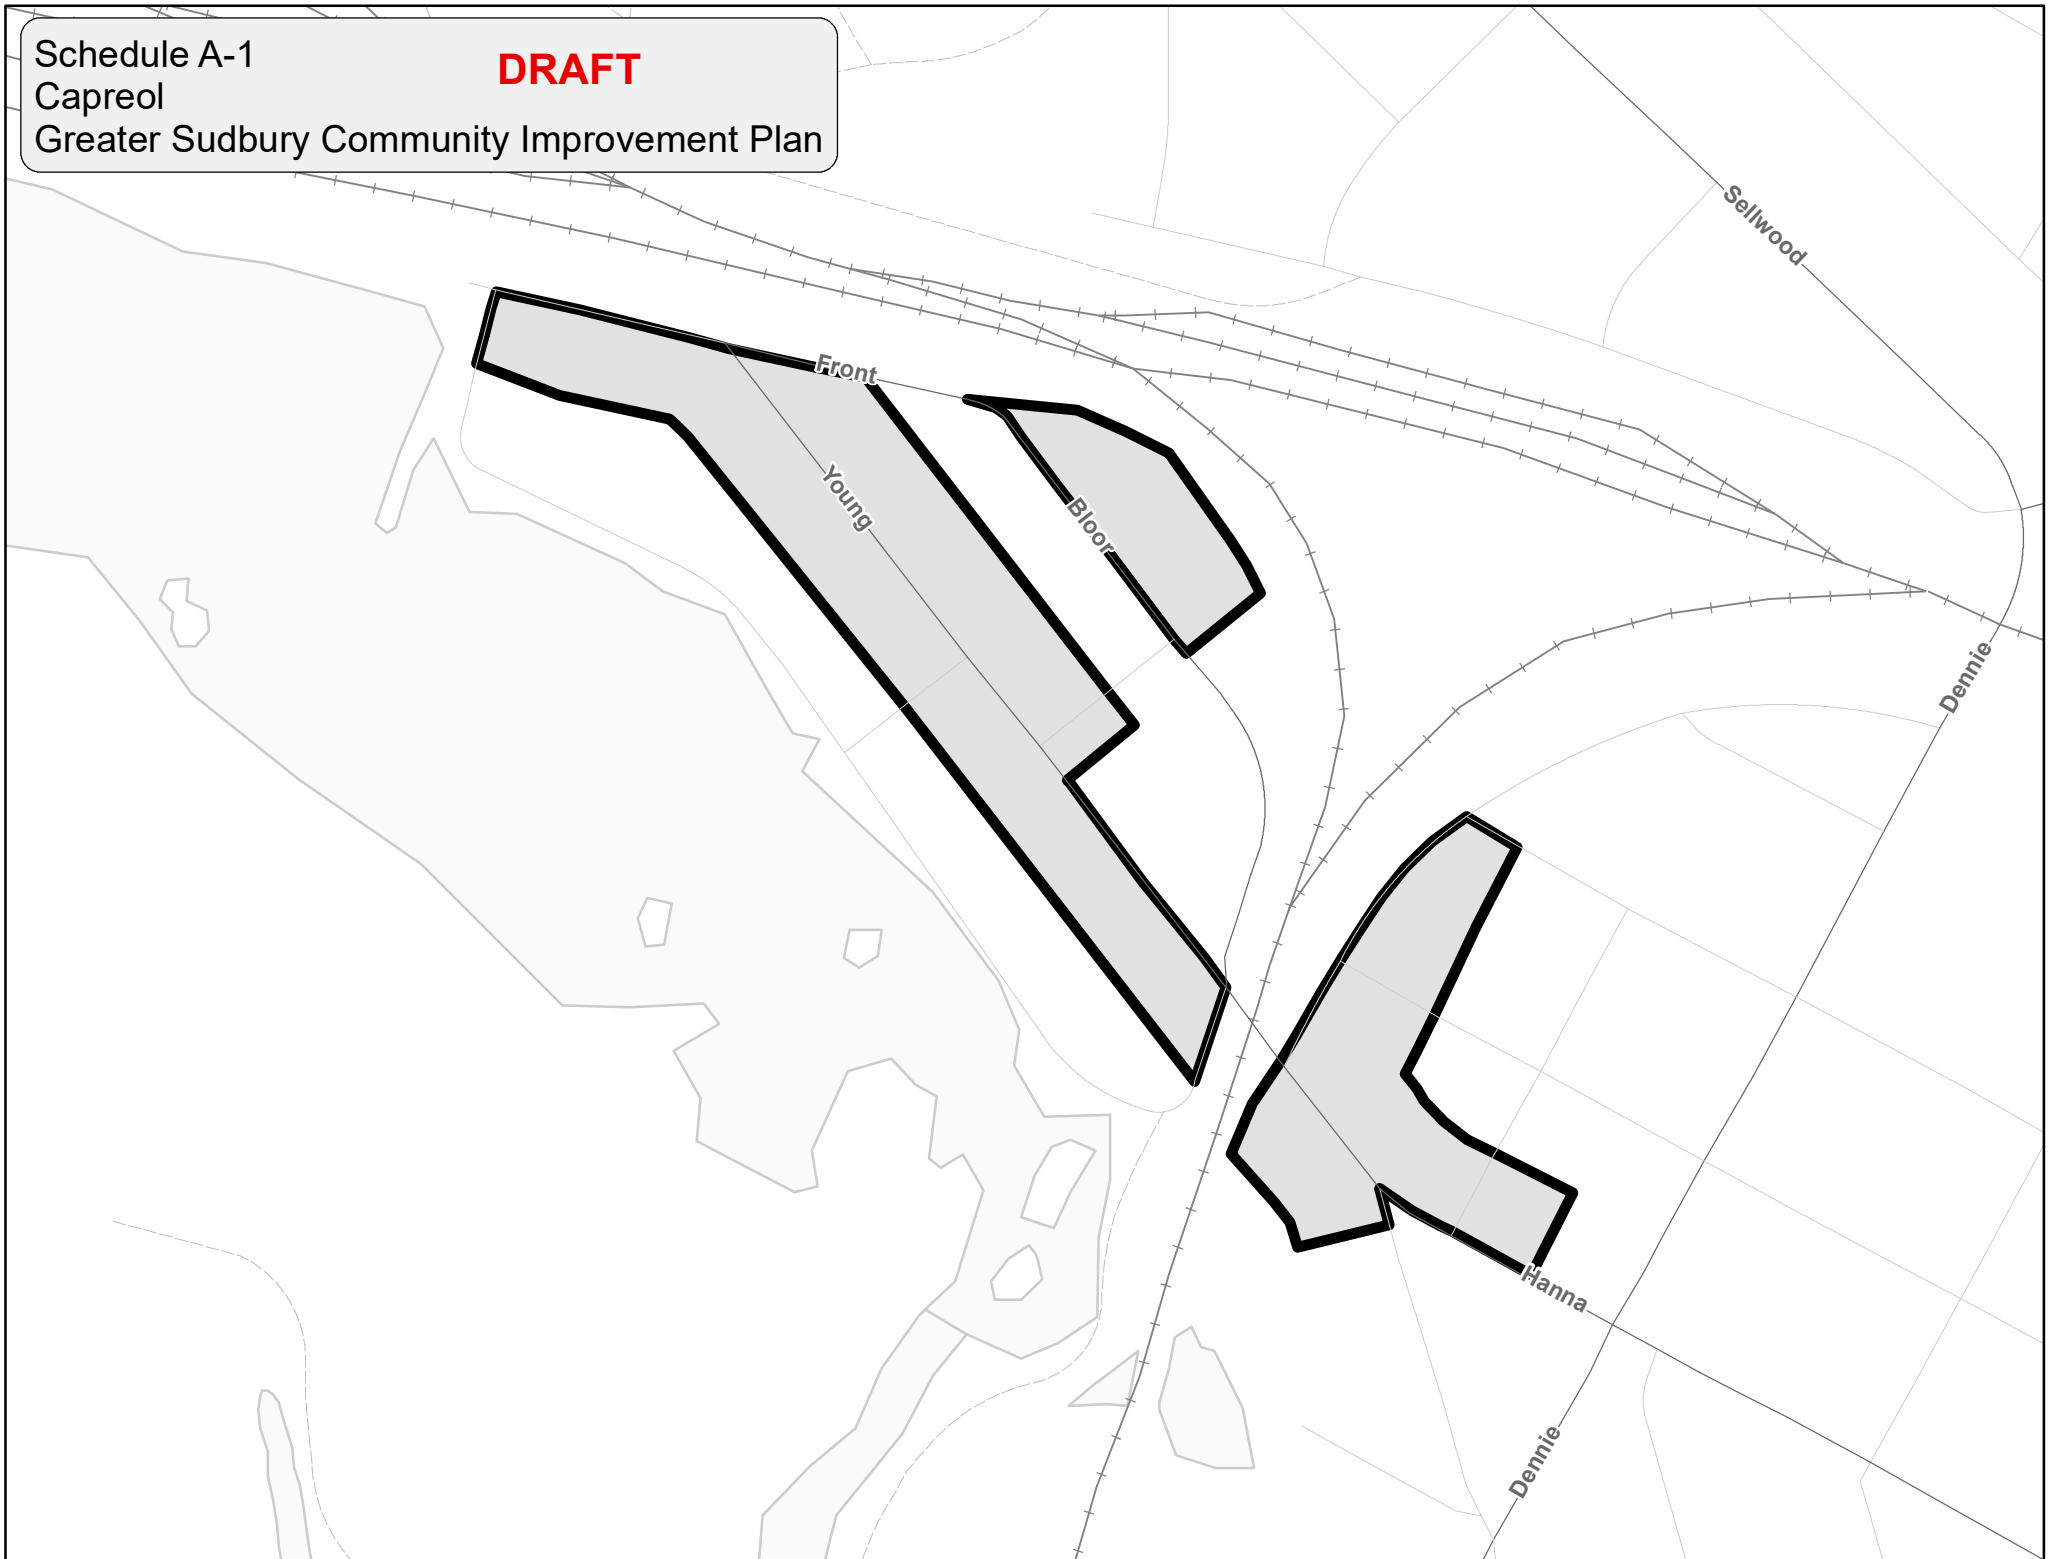 Schedule A-1
DRAFT
Capreol
Greater Sudbury Community Improvement Plan
Sellwood
Front
Young
Bloor
Dennie
Hanna
Dennie